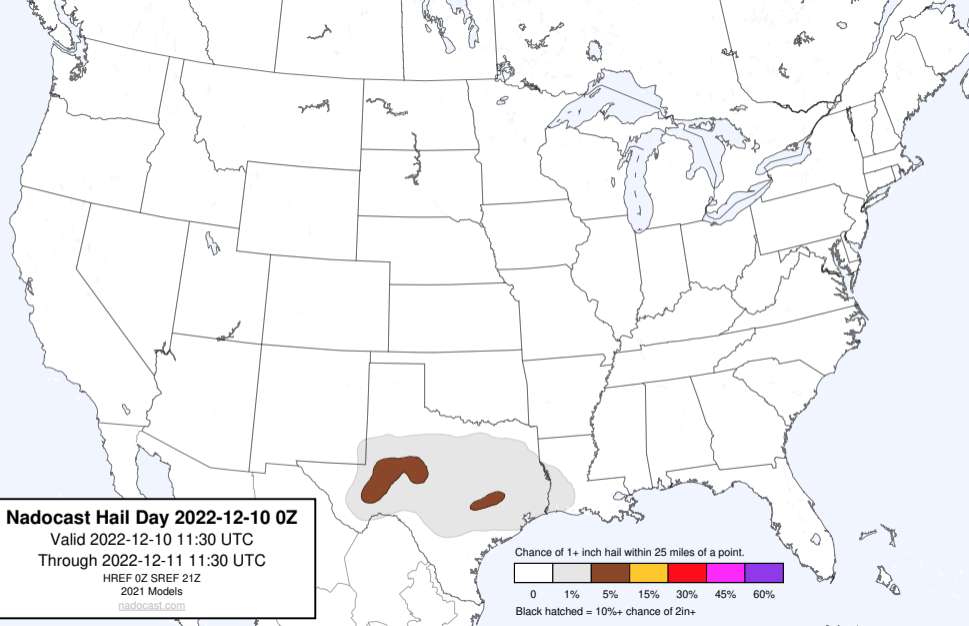 Nadocast Hail Day 2022-12-10 0Z
Valid 2022-12-10 11:30 UTC
Through 2022-12-11 11:30 UTC
HREF 0Z SREF 21Z
2021 Models
nadocast.com
Chance of 1+ inch hail within 25 miles of a point.
0 1% 5% 15% 30% 45% 60%
Black hatched = 10%+ chance of 2in+